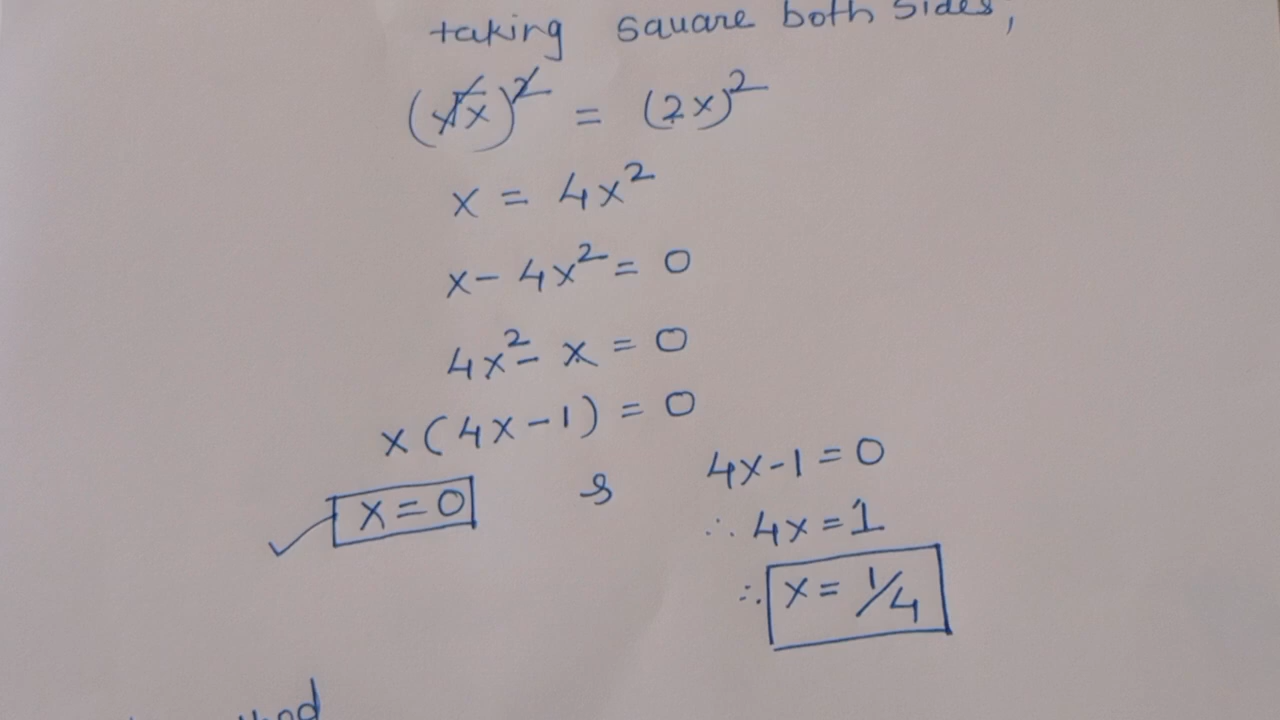 taking square both sides,
(√x)² = (2x)²
x = 4x²
x - 4x² = 0
4x² - x = 0
x(4x-1) = 0
x = 0 & 4x-1 = 0
∴ 4x = 1
∴ x = 1/4